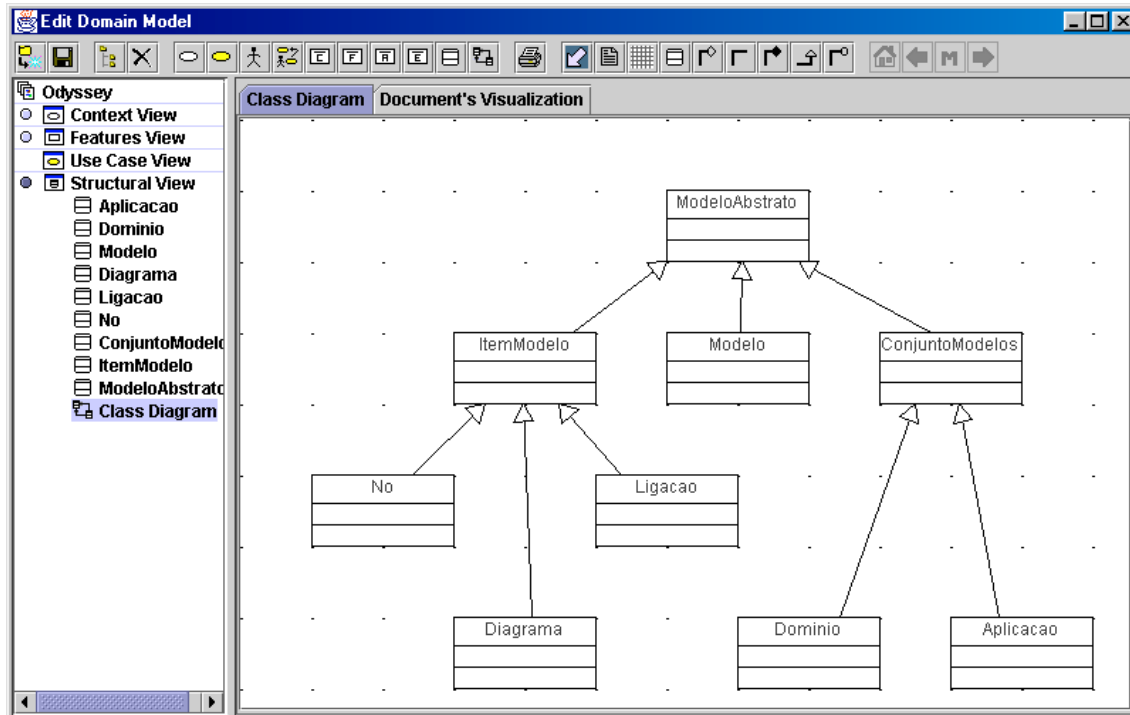 Edit Domain Model
C F A E
M
Odyssey
Context View
Features View
Use Case View
Structural View
Aplicacao
Dominio
Modelo
Diagrama
Ligacao
No
ConjuntoModelo
ItemModelo
ModeloAbstrato
Class Diagram
Class Diagram Document's Visualization
ModeloAbstrato
ItemModelo Modelo ConjuntoModelos
No Ligacao
Diagrama Dominio Aplicacao